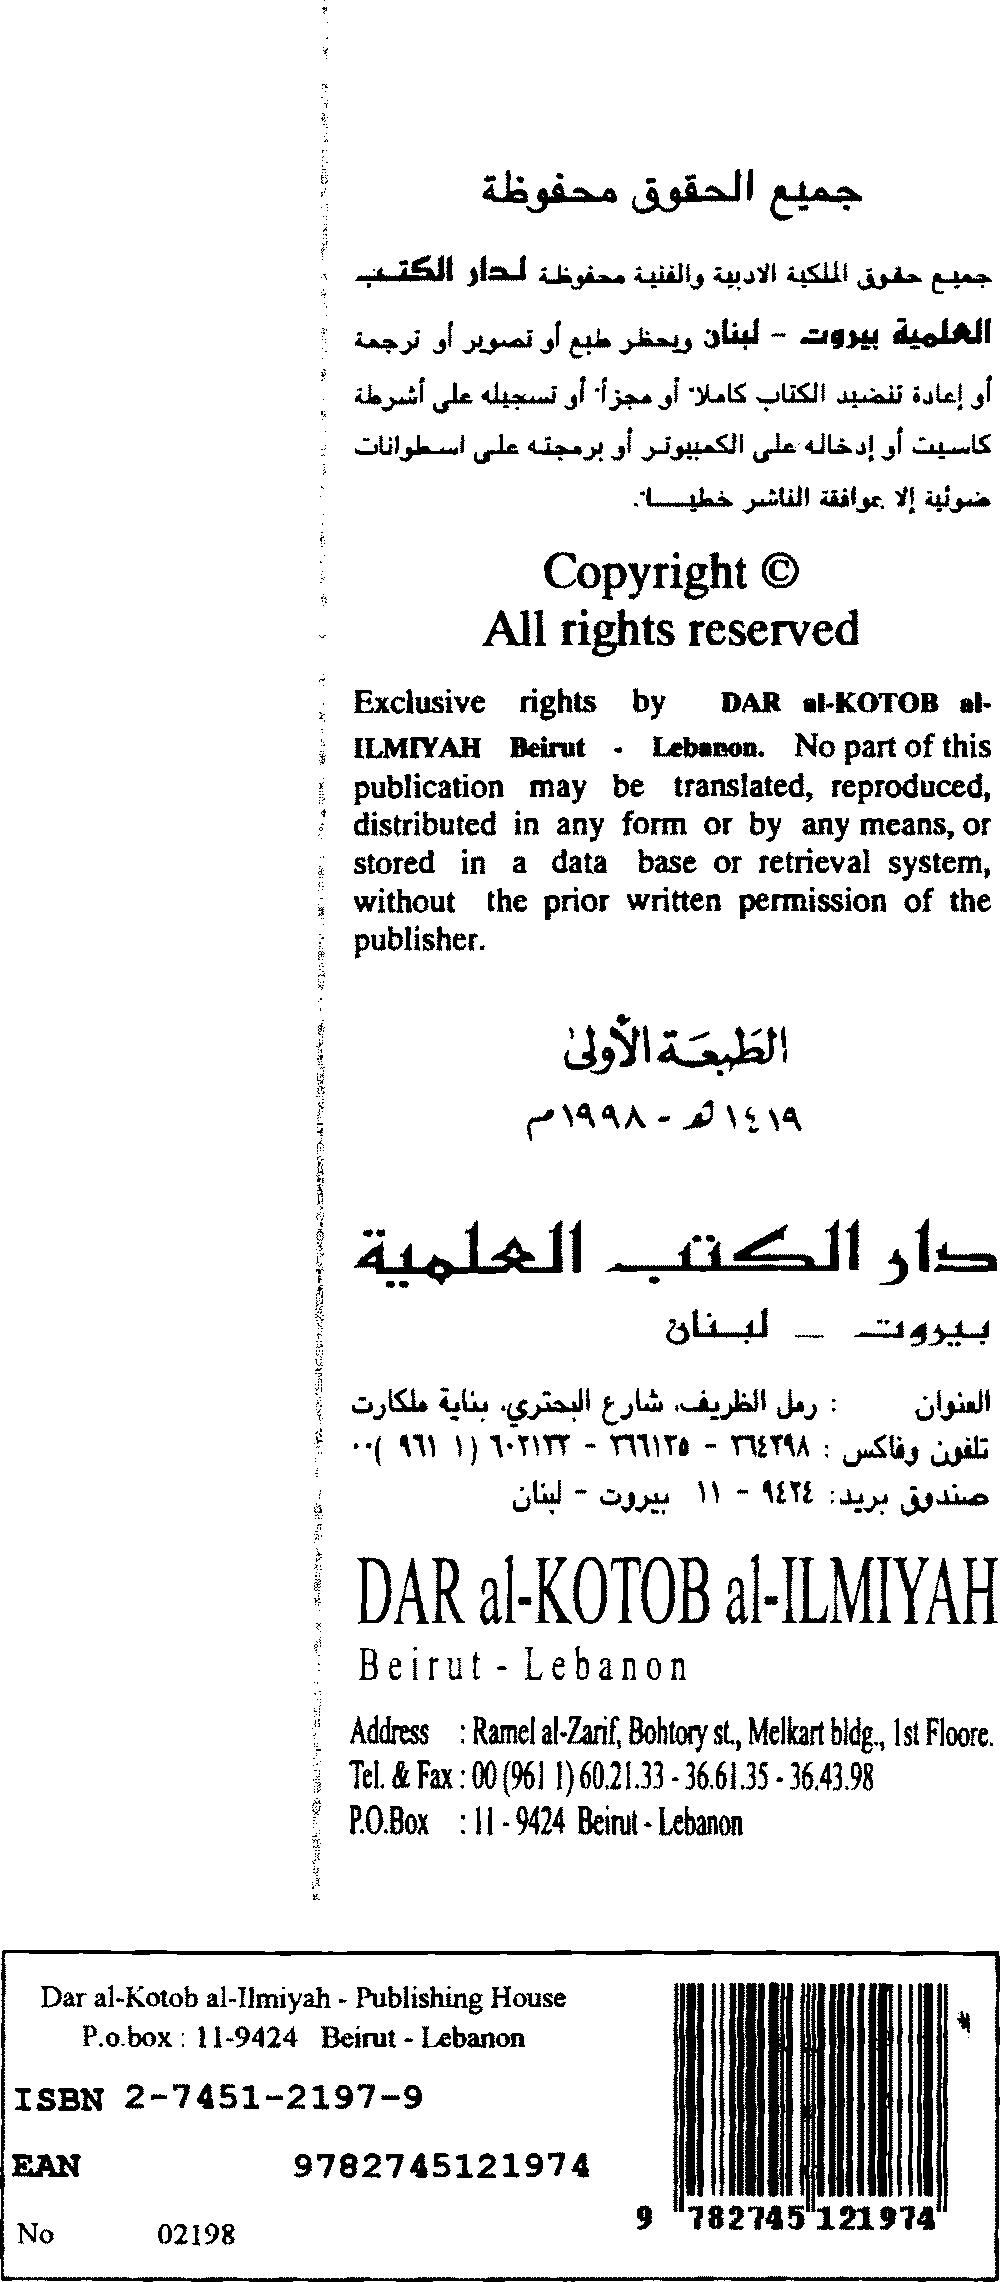 جميع الحقوق محفوظة
جميع حقوق الملكية الادبية والفنية محفوظة لدار الكتب
العلمية بيروت - لبنان ويحظر طبع أو تصوير أو ترجمة
أو إعادة تنضيد الكتاب كاملاً أو مجزأً أو تسجيله على أشرطة
كاسيت أو إدخاله على الكمبيوتر أو برمجته على اسطوانات
ضوئية إلا بموافقة الناشر خطيــاً.
Copyright ©
All rights reserved
Exclusive rights by DAR al-KOTOB al-
ILMIYAH Beirut - Lebanon. No part of this
publication may be translated, reproduced,
distributed in any form or by any means, or
stored in a data base or retrieval system,
without the prior written permission of the
publisher.
الطَبعَة الأولىٰ
١٤١٩هـ - ١٩٩٨م
دار الكتب العلمية
بيروت - لبنان
العنوان : رمل الظريف، شارع البحتري، بناية ملكارت
تلفون وفاكس : ٣٦٤٣٩٨ - ٣٦٦١٣٥ - ٦٠٢١٣٣ (١ ٩٦١ )٠٠
صندوق بريد: ٩٤٢٤ - ١١ بيروت - لبنان
DAR al-KOTOB al-ILMIYAH
Beirut - Lebanon
Address : Ramel al-Zarif, Bohtory st., Melkart bldg., 1st Floore.
Tel. & Fax : 00 (961 1) 60.21.33 - 36.61.35 - 36.43.98
P.O.Box : 11 - 9424 Beirut - Lebanon
Dar al-Kotob al-Ilmiyah - Publishing House
P.o.box : 11-9424 Beirut - Lebanon
ISBN 2-7451-2197-9
EAN 9782745121974
No 02198
9 782745 121974